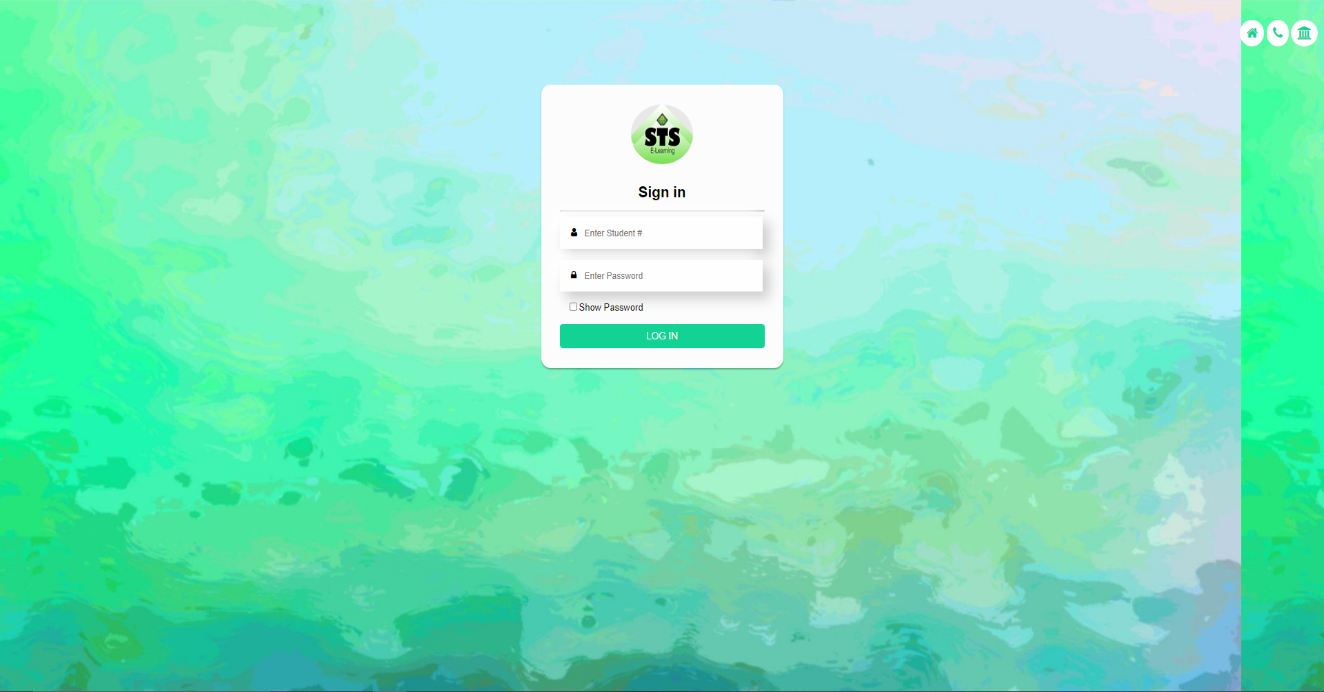 STS
E-Learning
Sign in
Enter Student #
Enter Password
Show Password
LOG IN